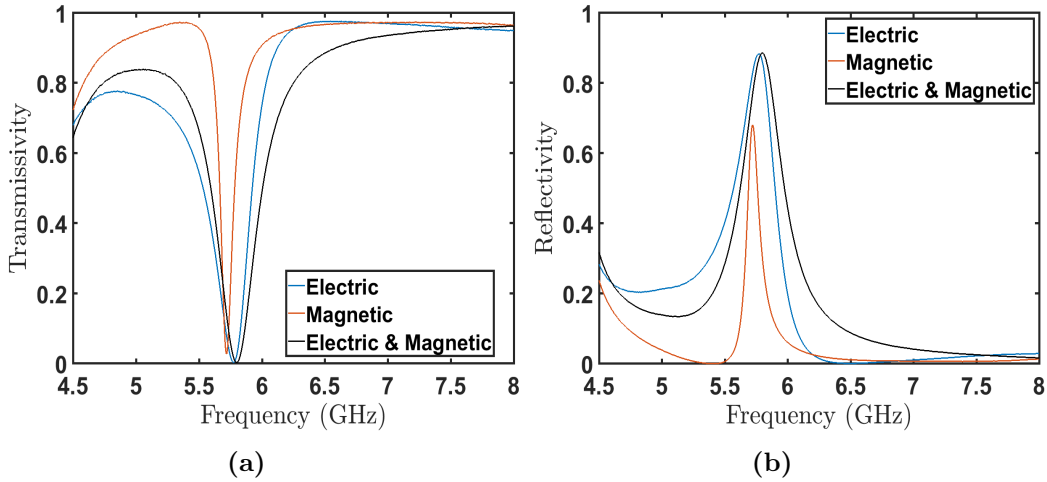 1
0.8
0.6
0.4
0.2
0
Transmissivity
Electric
Magnetic
Electric & Magnetic
4.5 5 5.5 6 6.5 7 7.5 8
Frequency (GHz)
(a)
1
0.8
0.6
0.4
0.2
0
Reflectivity
Electric
Magnetic
Electric & Magnetic
4.5 5 5.5 6 6.5 7 7.5 8
Frequency (GHz)
(b)